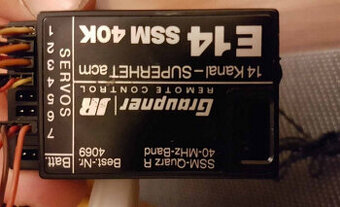 E14 SSM 40K
14 Kanal–SUPERHET acm
Graupner JR
REMOTE CONTROL
SSM-Quarz R
40-MHz-Band
Best.-Nr.
4069
SERVOS
1 2 3 4 5 6 7 Batt.